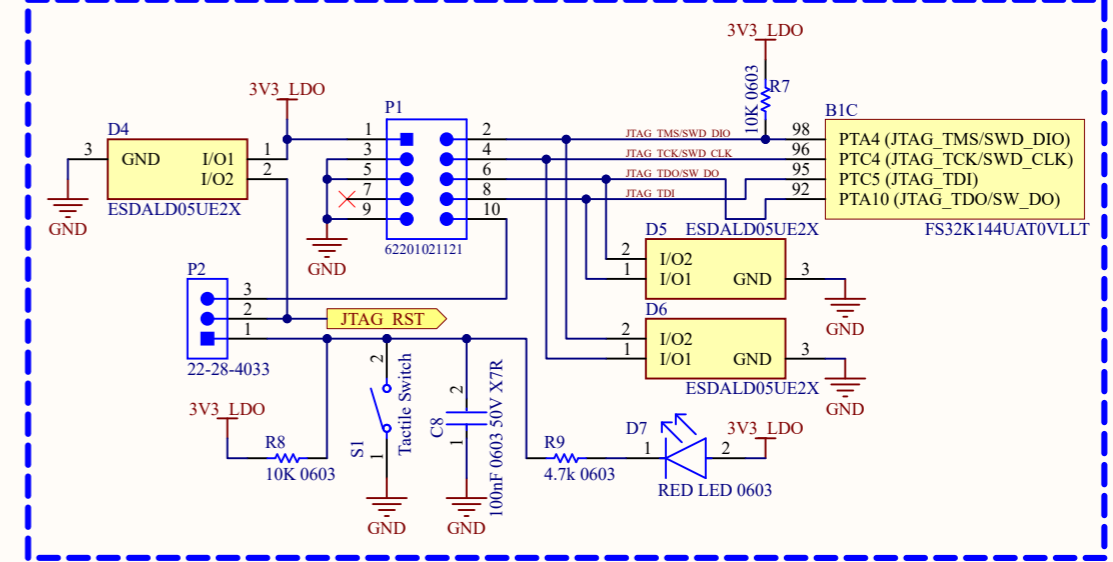 3V3_LDO
R7
10K 0603
3V3_LDO
P1
B1C
D4
3 GND I/O1 1
I/O2 2
ESDALD05UE2X
GND
1 2
3 4
5 6
7 8
9 10
62201021121
GND
JTAG_TMS/SWD_DIO
JTAG_TCK/SWD_CLK
JTAG_TDO/SW_DO
JTAG_TDI
98 PTA4 (JTAG_TMS/SWD_DIO)
96 PTC4 (JTAG_TCK/SWD_CLK)
95 PTC5 (JTAG_TDI)
92 PTA10 (JTAG_TDO/SW_DO)
FS32K144UAT0VLLT
D5 ESDALD05UE2X
2 I/O2
1 I/O1 GND 3
GND
D6
2 I/O2
1 I/O1 GND 3
ESDALD05UE2X
GND
P2
3
2
1
22-28-4033
JTAG_RST
3V3_LDO
R8
10K 0603
2
S1
1
Tactile Switch
GND
2
C8
1
100nF 0603 50V X7R
GND
R9
4.7k 0603
D7
1 2
RED LED 0603
3V3_LDO